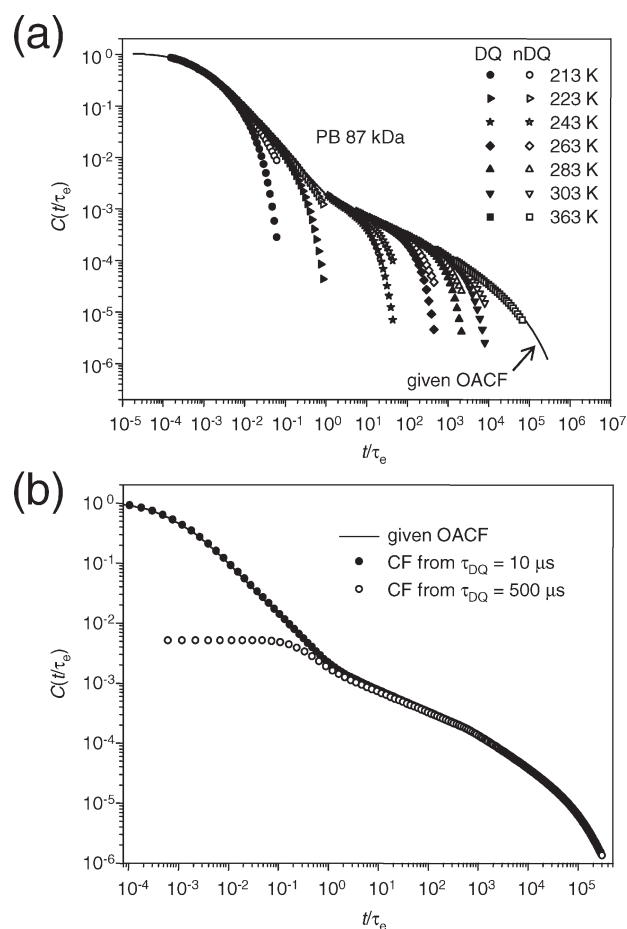 (a)
10^0
10^-1
10^-2
10^-3
10^-4
10^-5
10^-6
C(t/τe)
DQ nDQ
213 K
223 K
243 K
263 K
283 K
303 K
363 K
PB 87 kDa
given OACF
10^-5 10^-4 10^-3 10^-2 10^-1 10^0 10^1 10^2 10^3 10^4 10^5 10^6 10^7
t/τe
(b)
10^0
10^-1
10^-2
10^-3
10^-4
10^-5
10^-6
C(t/τe)
given OACF
CF from τDQ = 10 μs
CF from τDQ = 500 μs
10^-4 10^-3 10^-2 10^-1 10^0 10^1 10^2 10^3 10^4 10^5
t/τe